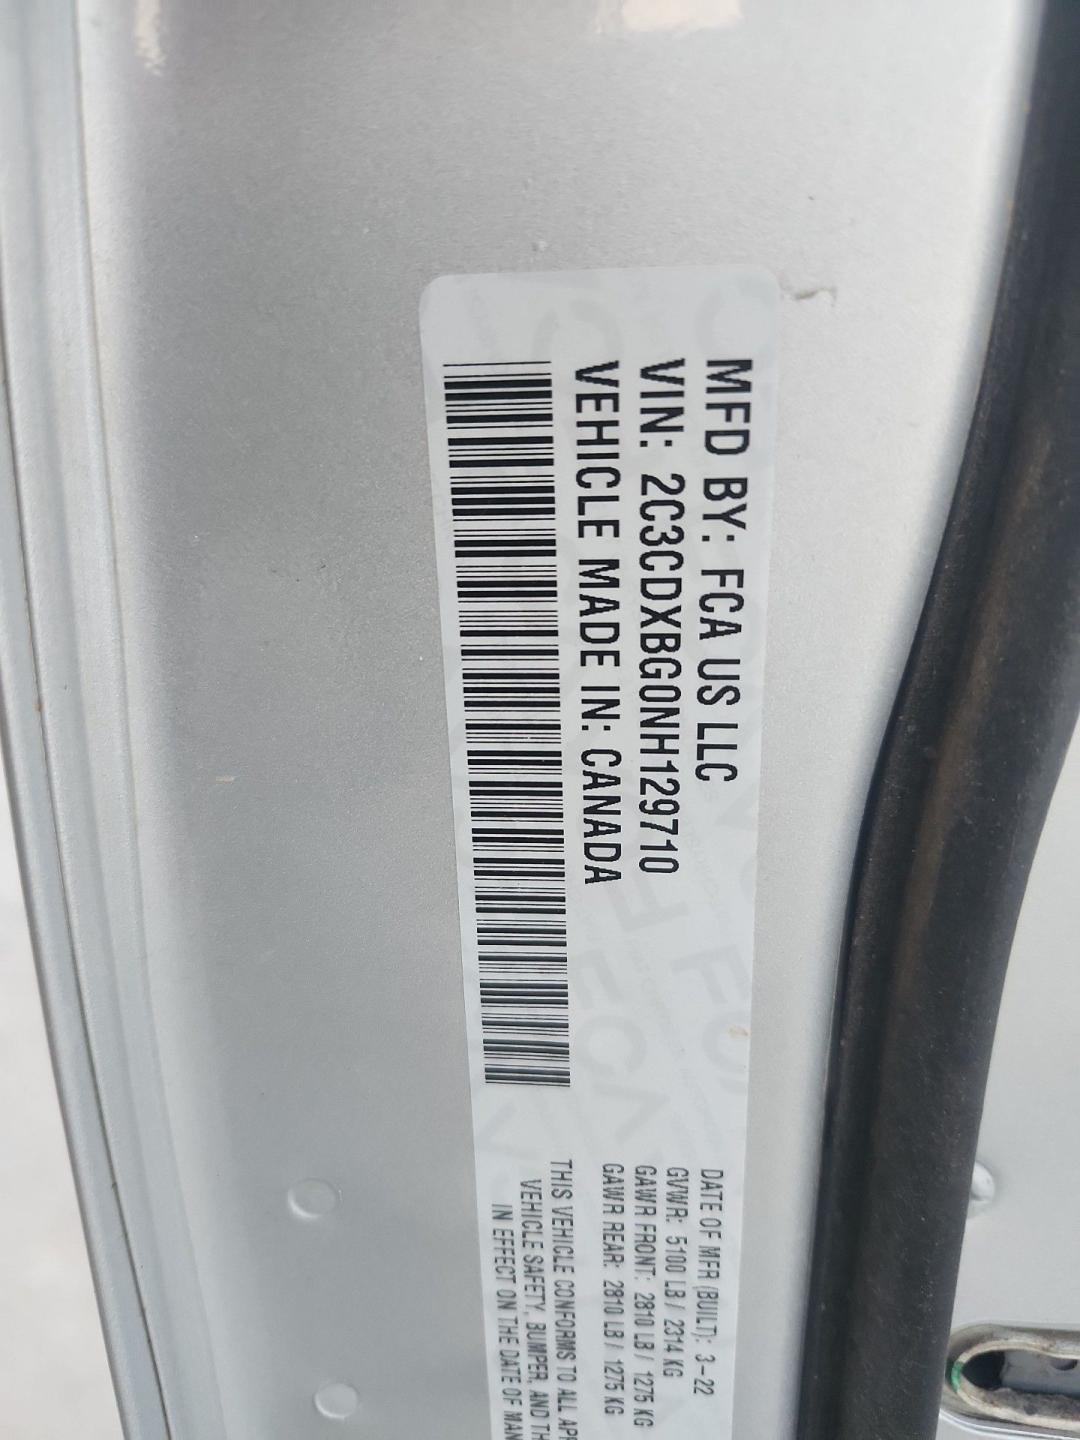 MFD BY: FCA US LLC
VIN: 2C3CDXBG0NH129710
VEHICLE MADE IN: CANADA
DATE OF MFR (BUILT): 3-22
GVWR: 5100 LB / 2314 KG
GAWR FRONT: 2810 LB / 1275 KG
GAWR REAR: 2810 LB / 1275 KG
THIS VEHICLE CONFORMS TO ALL
VEHICLE SAFETY, BUMPER, AND
IN EFFECT ON THE DATE OF